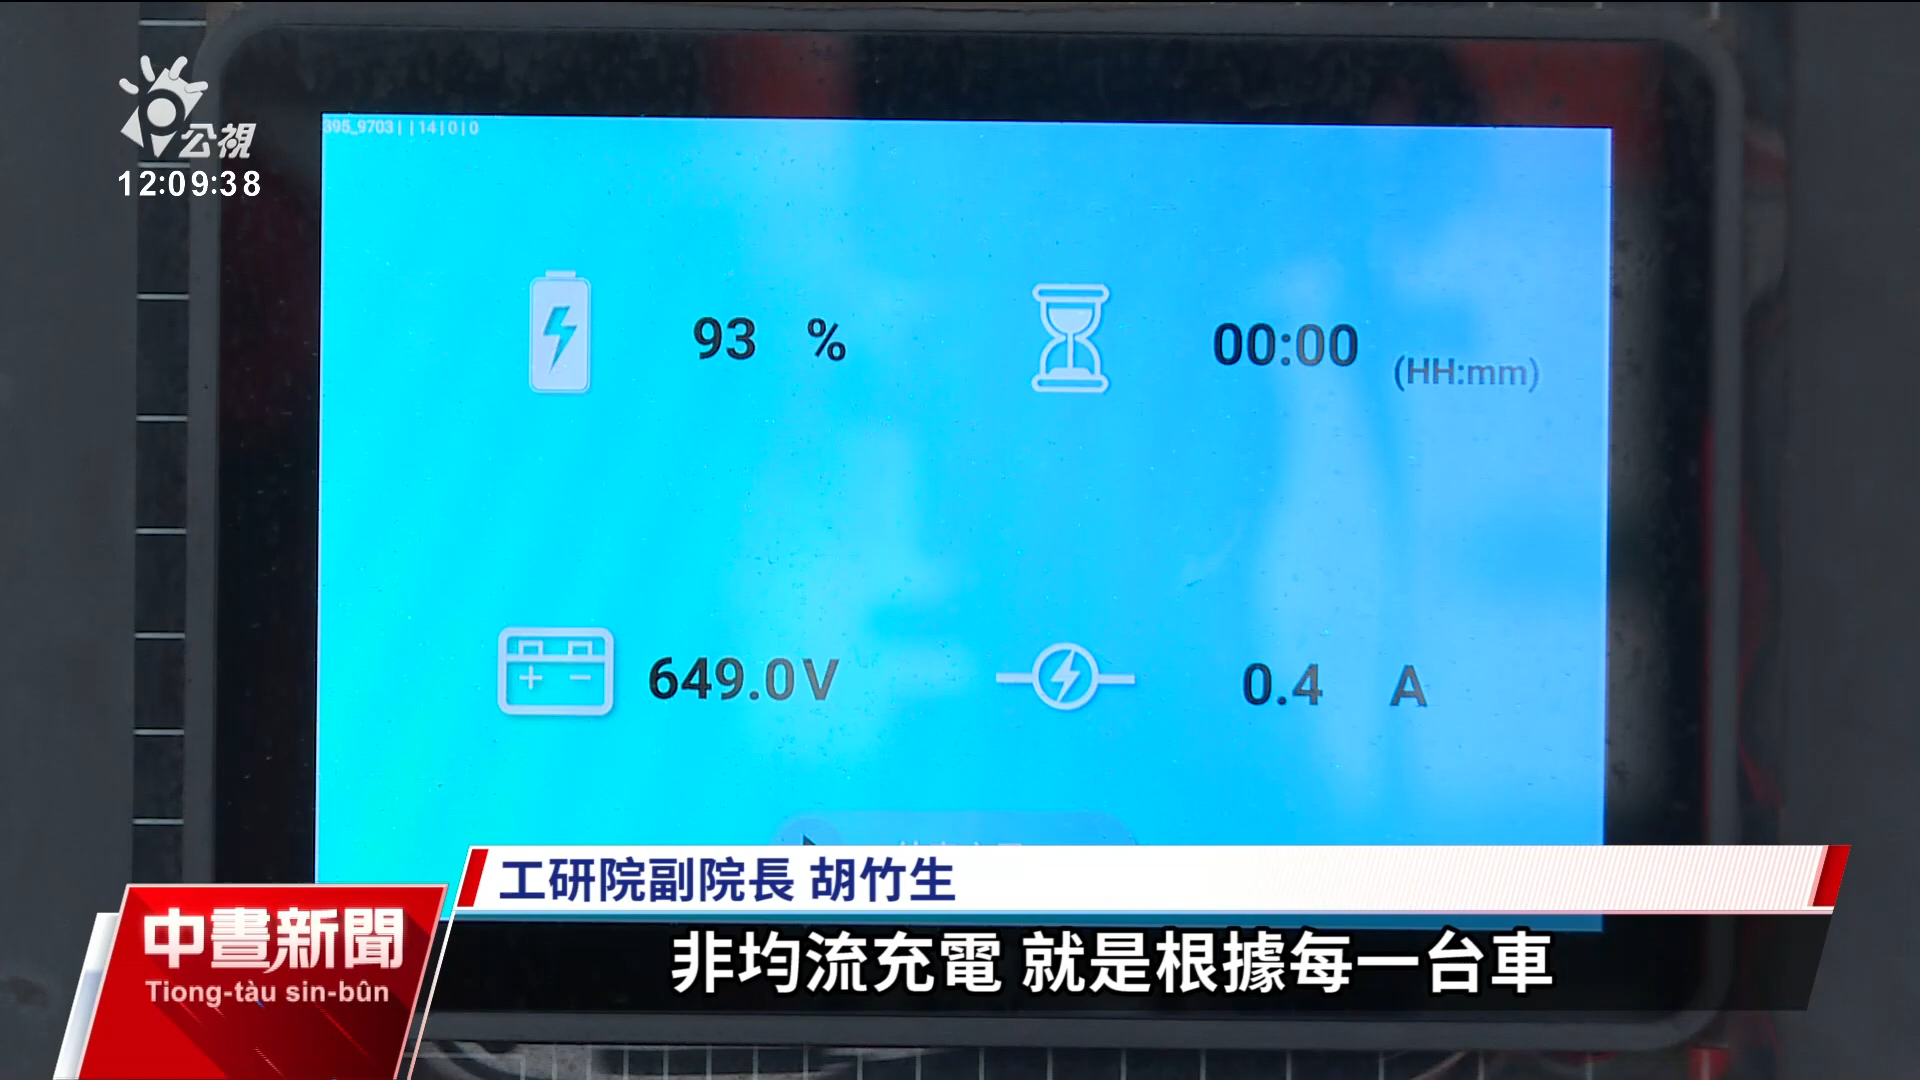 公視
12:09:38
395_9703 | | 14 | 0 | 0
93 %
00:00 (HH:mm)
649.0V
0.4 A
工研院副院長 胡竹生
非均流充電 就是根據每一台車
中晝新聞
Tiong-tàu sin-bûn